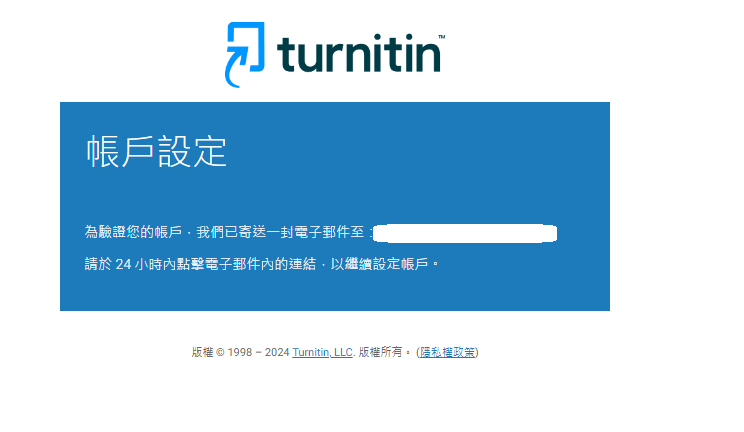 turnitin™
帳戶設定
為驗證您的帳戶，我們已寄送一封電子郵件至：
請於 24 小時內點擊電子郵件內的連結，以繼續設定帳戶。
版權 © 1998 – 2024 Turnitin, LLC. 版權所有。 (隱私權政策)